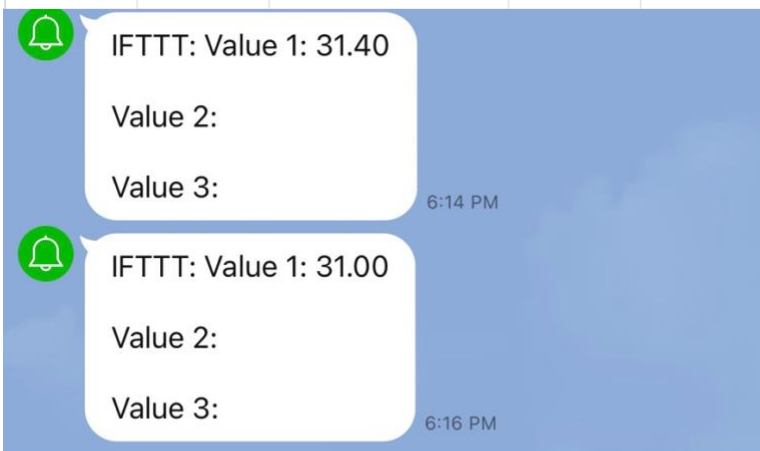 IFTTT: Value 1: 31.40
Value 2:
Value 3:
6:14 PM
IFTTT: Value 1: 31.00
Value 2:
Value 3:
6:16 PM